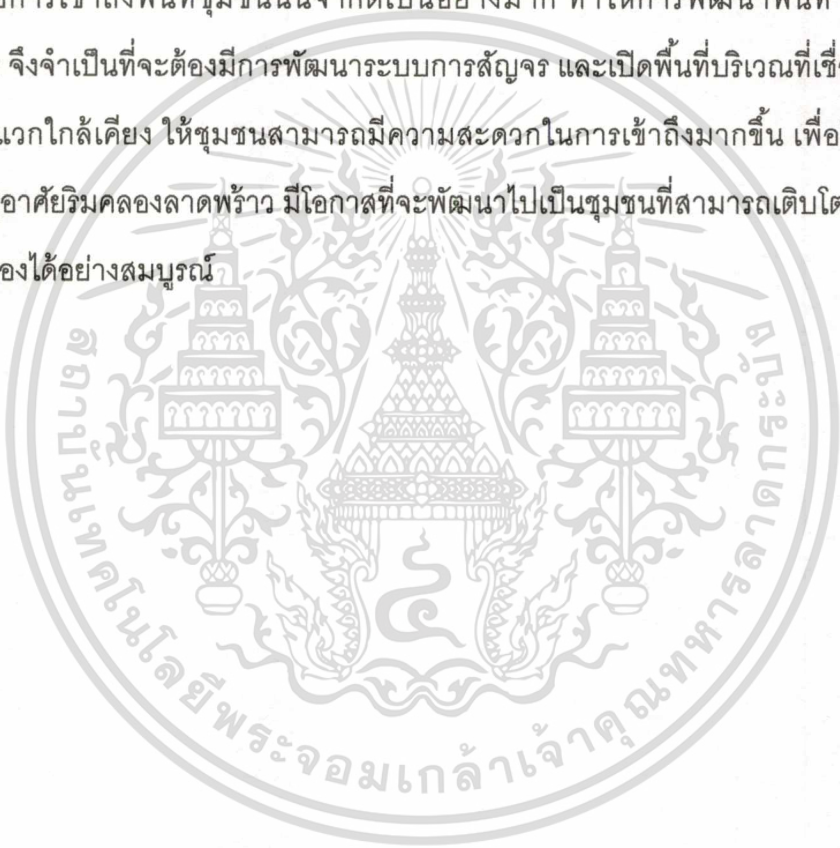 การเข้าถึงพื้นที่ชุมชนนั้นจำกัดเป็นอย่างมาก ทำให้การพัฒนาพื้นที่
จึงจำเป็นที่จะต้องมีการพัฒนาระบบการสัญจร และเปิดพื้นที่บริเวณที่
ใกล้เคียง ให้ชุมชนสามารถมีความสะดวกในการเข้าถึงมากขึ้น เพื่อ
อาศัยริมคลองลาดพร้าว มีโอกาสที่จะพัฒนาไปเป็นชุมชนที่สามารถเติบโต
ได้อย่างสมบูรณ์
สถาบันเทคโนโลยีพระจอมเกล้าเจ้าคุณทหารลาดกระบัง